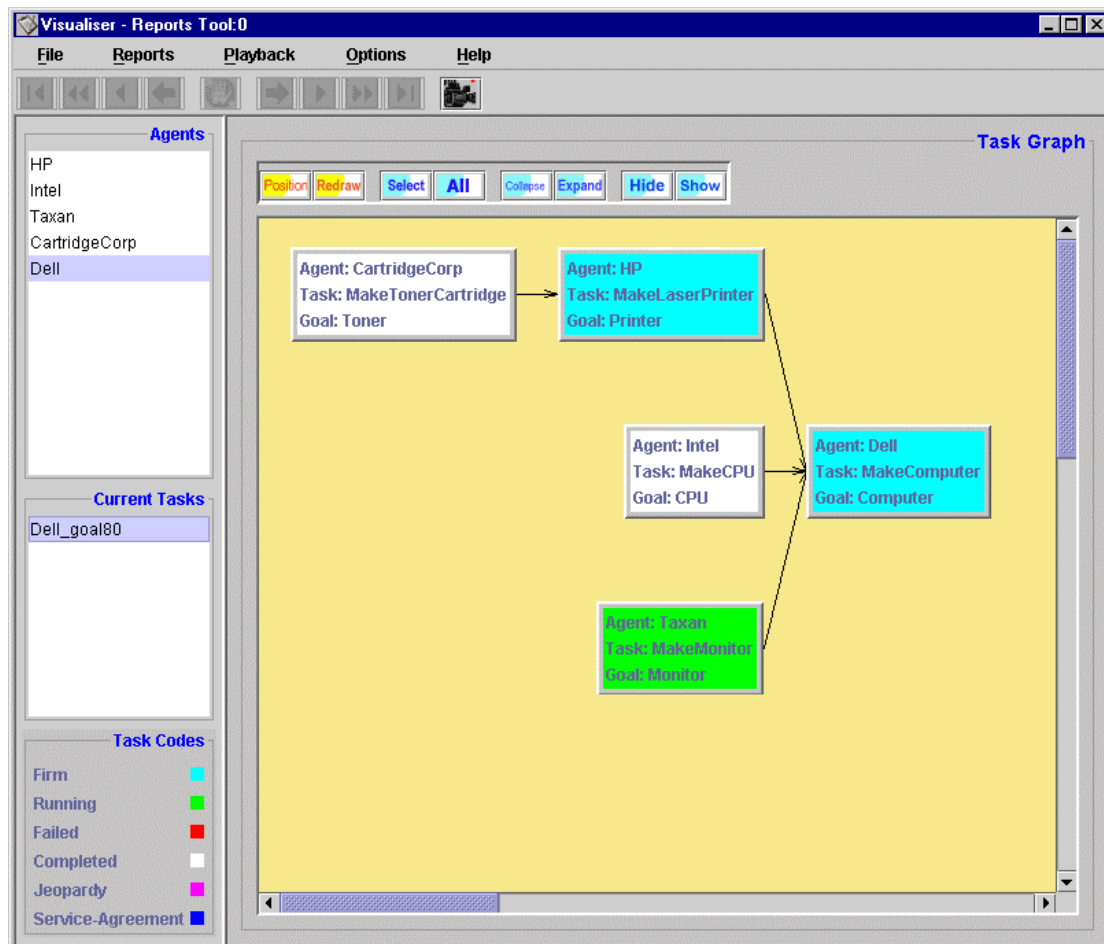 Visualiser - Reports Tool:0
File Reports Playback Options Help
Agents
HP
Intel
Taxan
CartridgeCorp
Dell
Current Tasks
Dell_goal80
Task Codes
Firm
Running
Failed
Completed
Jeopardy
Service-Agreement
Task Graph
Position Redraw Select All Collapse Expand Hide Show
Agent: CartridgeCorp
Task: MakeTonerCartridge
Goal: Toner
Agent: HP
Task: MakeLaserPrinter
Goal: Printer
Agent: Intel
Task: MakeCPU
Goal: CPU
Agent: Dell
Task: MakeComputer
Goal: Computer
Agent: Taxan
Task: MakeMonitor
Goal: Monitor